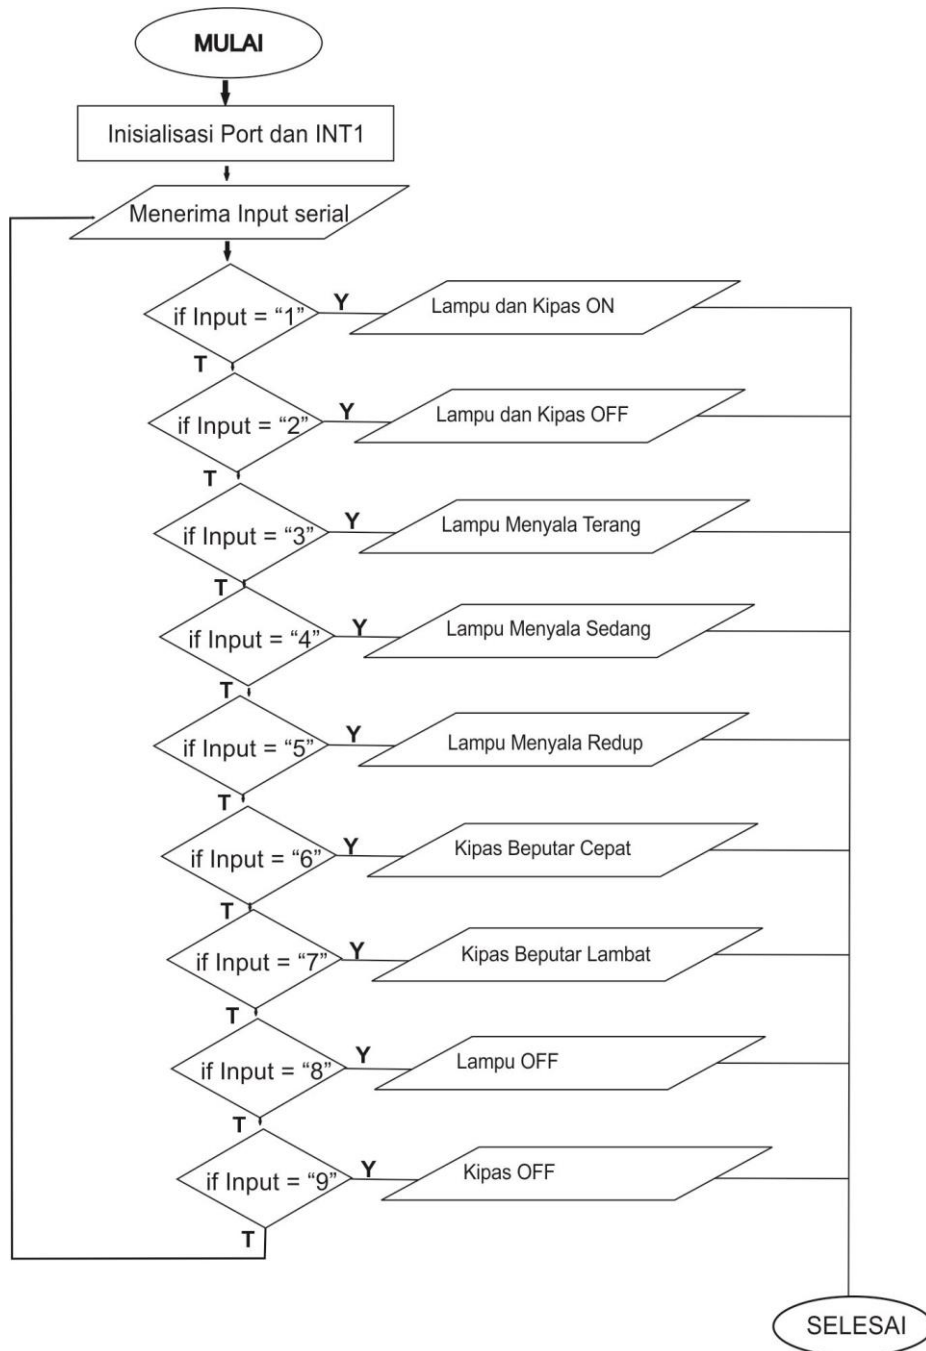 MULAI
Inisialisasi Port dan INT1
Menerima Input serial
if Input = “1”
Y
Lampu dan Kipas ON
T
if Input = “2”
Y
Lampu dan Kipas OFF
T
if Input = “3”
Y
Lampu Menyala Terang
T
if Input = “4”
Y
Lampu Menyala Sedang
T
if Input = “5”
Y
Lampu Menyala Redup
T
if Input = “6”
Y
Kipas Beputar Cepat
T
if Input = “7”
Y
Kipas Beputar Lambat
T
if Input = “8”
Y
Lampu OFF
T
if Input = “9”
Y
Kipas OFF
T
SELESAI